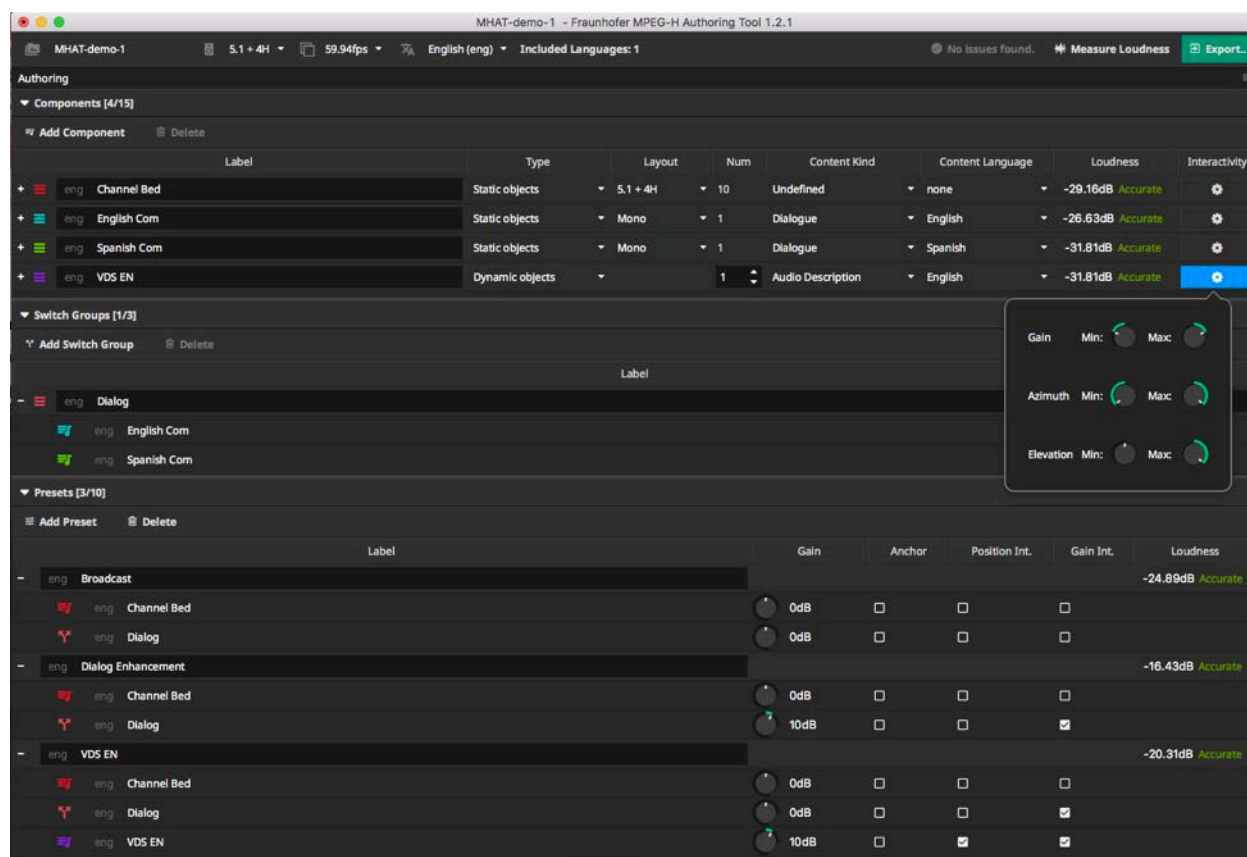 MHAT-demo-1 - Fraunhofer MPEG-H Authoring Tool 1.2.1
MHAT-demo-1 5.1 + 4H 59.94fps English (eng) Included Languages: 1 No issues found. Measure Loudness Export...
Authoring
Components [4/15]
Add Component Delete
Label Type Layout Num Content Kind Content Language Loudness Interactivity
+ eng Channel Bed Static objects 5.1 + 4H 10 Undefined none -29.16dB Accurate
+ eng English Com Static objects Mono 1 Dialogue English -26.63dB Accurate
+ eng Spanish Com Static objects Mono 1 Dialogue Spanish -31.81dB Accurate
+ eng VDS EN Dynamic objects 1 Audio Description English -31.81dB Accurate
Switch Groups [1/3]
Add Switch Group Delete
Label
- eng Dialog
eng English Com
eng Spanish Com
Gain Min: Max:
Azimuth Min: Max:
Elevation Min: Max:
Presets [3/10]
Add Preset Delete
Label Gain Anchor Position Int. Gain Int. Loudness
- eng Broadcast -24.89dB Accurate
eng Channel Bed 0dB
eng Dialog 0dB
- eng Dialog Enhancement -16.43dB Accurate
eng Channel Bed 0dB
eng Dialog 10dB
- eng VDS EN -20.31dB Accurate
eng Channel Bed 0dB
eng Dialog 0dB
eng VDS EN 10dB